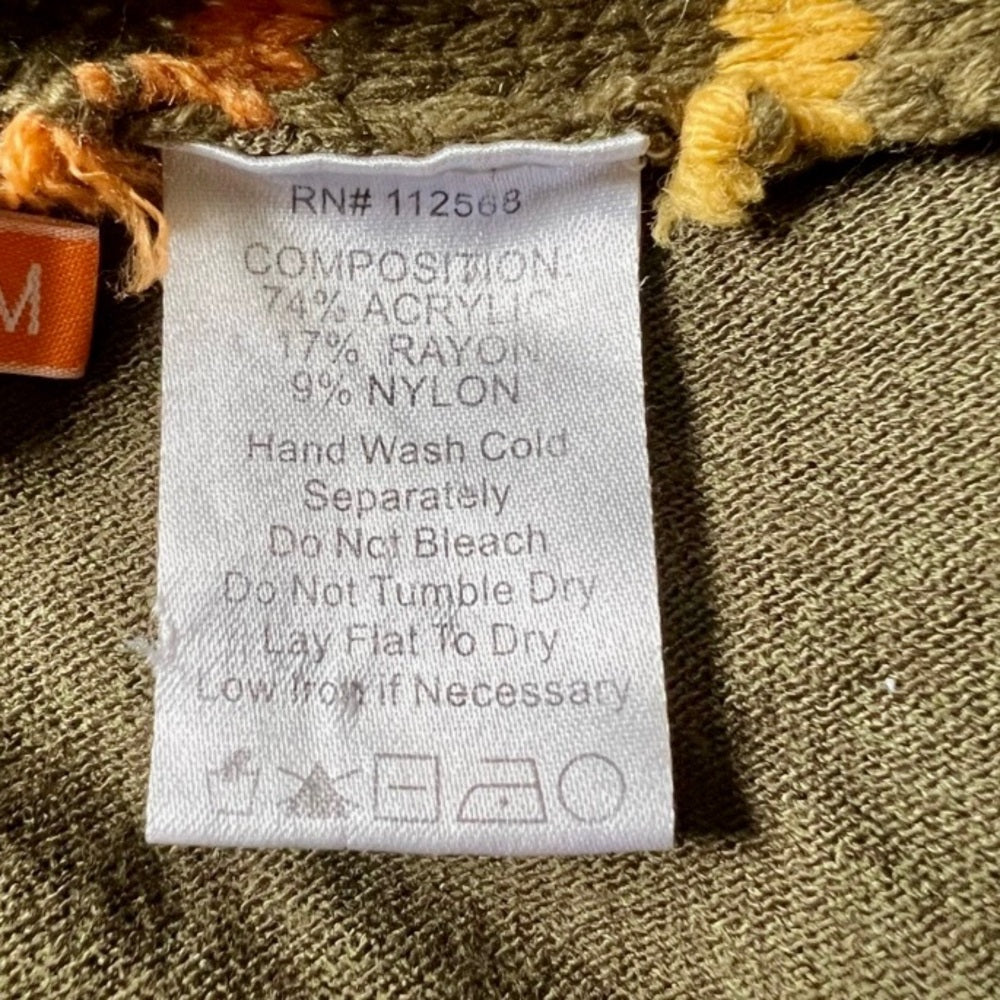 RN# 112568
COMPOSITION:
74% ACRYLIC
17% RAYON
9% NYLON
Hand Wash Cold
Separately
Do Not Bleach
Do Not Tumble Dry
Lay Flat To Dry
Low Iron if Necessary
M